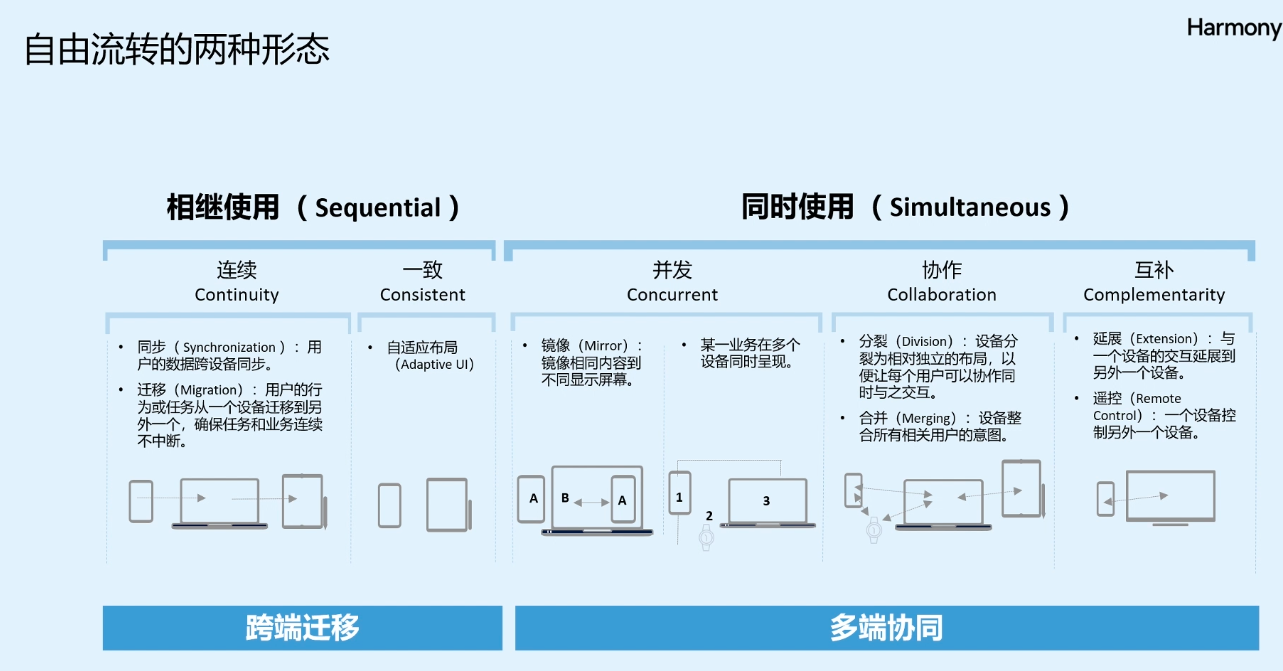 自由流转的两种形态
Harmony
相继使用（Sequential）
同时使用（Simultaneous）
连续
Continuity
一致
Consistent
并发
Concurrent
协作
Collaboration
互补
Complementarity
• 同步（Synchronization）：用
户的数据跨设备同步。
• 迁移（Migration）：用户的行
为或任务从一个设备迁移到另
外一个，确保任务和业务连续
不中断。
• 自适应布局
（Adaptive UI）
• 镜像（Mirror）：
镜像相同内容到
不同显示屏幕。
• 某一业务在多个
设备同时呈现。
• 分裂（Division）：设备分
裂为相对独立的布局，以
便让每个用户可以协作同
时与之交互。
• 合并（Merging）：设备整
合所有相关用户的意图。
• 延展（Extension）：与
一个设备的交互延展到
另外一个设备。
• 遥控（Remote
Control）：一个设备控
制另外一个设备。
A
B
A
1
2
3
跨端迁移
多端协同